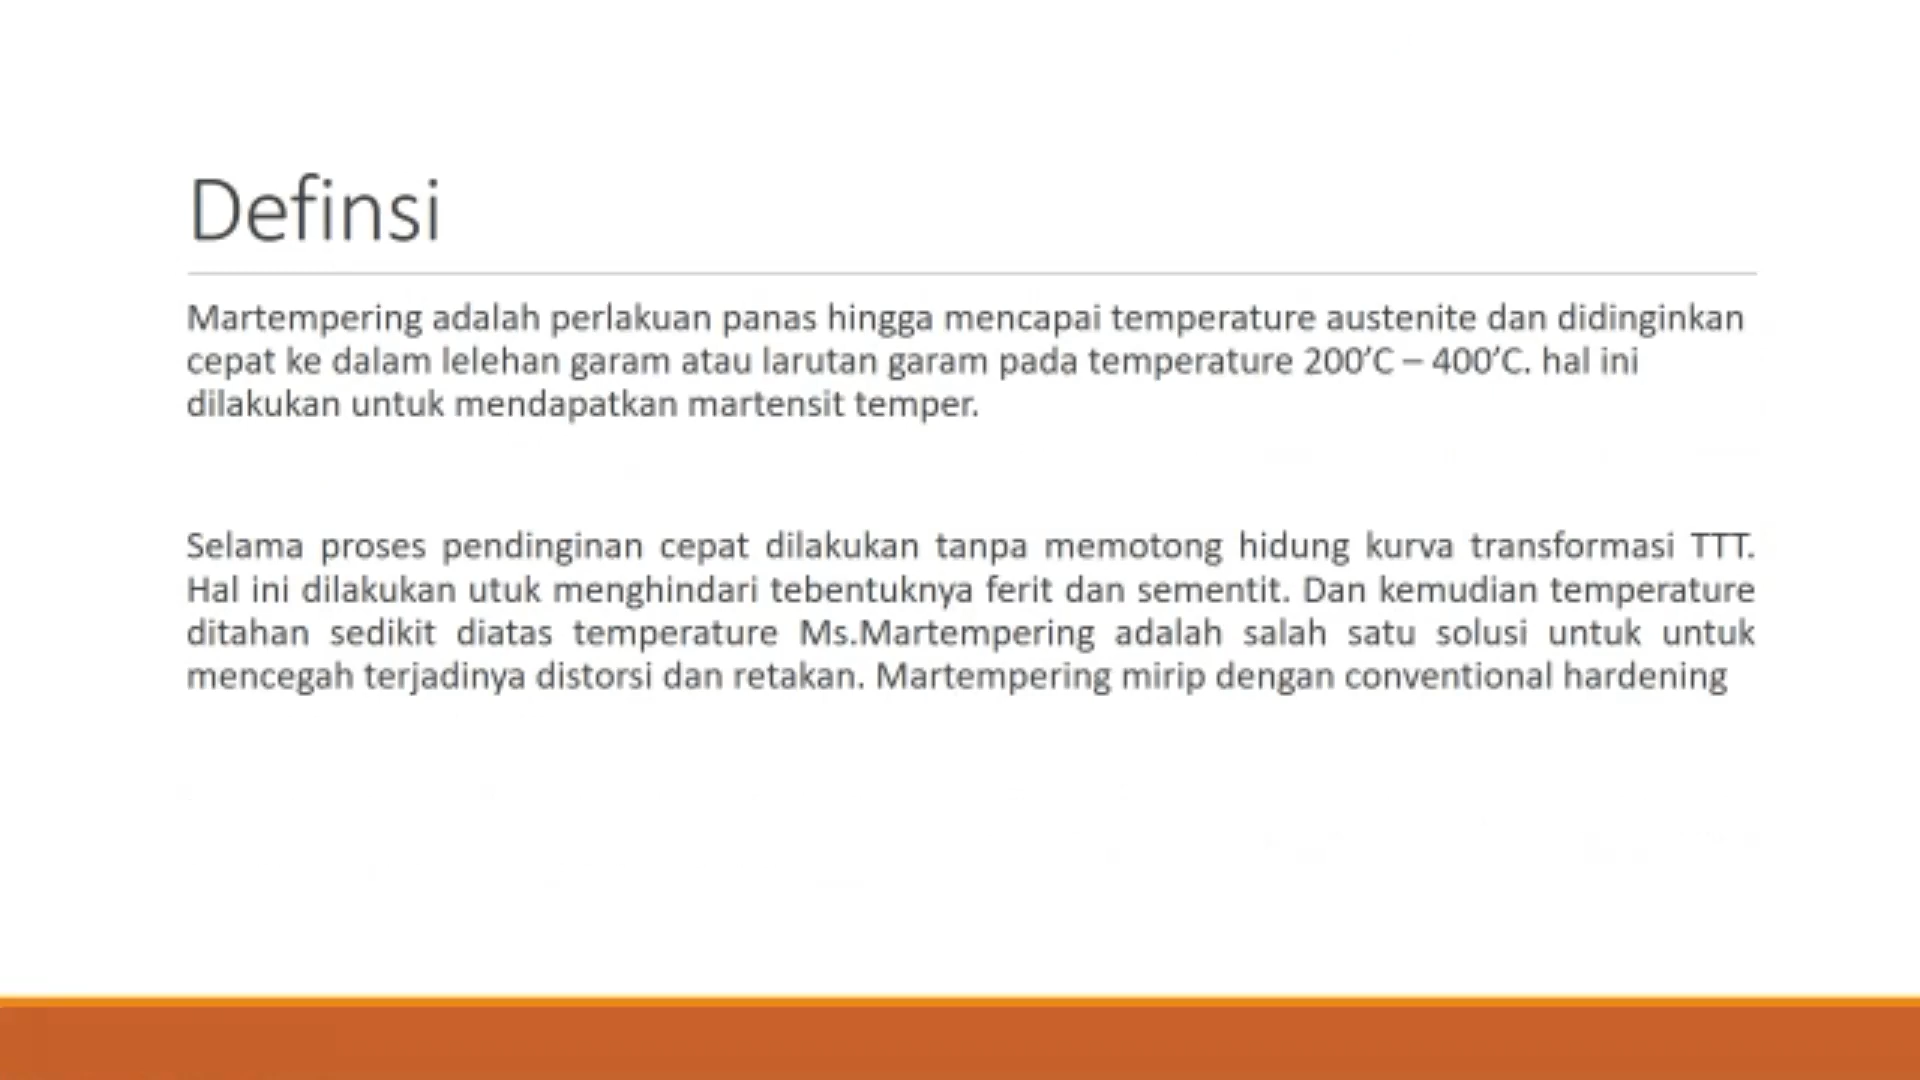 Definsi
Martempering adalah perlakuan panas hingga mencapai temperature austenite dan didinginkan
cepat ke dalam lelehan garam atau larutan garam pada temperature 200’C – 400’C. hal ini
dilakukan untuk mendapatkan martensit temper.
Selama proses pendinginan cepat dilakukan tanpa memotong hidung kurva transformasi TTT.
Hal ini dilakukan utuk menghindari tebentuknya ferit dan sementit. Dan kemudian temperature
ditahan sedikit diatas temperature Ms.Martempering adalah salah satu solusi untuk untuk
mencegah terjadinya distorsi dan retakan. Martempering mirip dengan conventional hardening